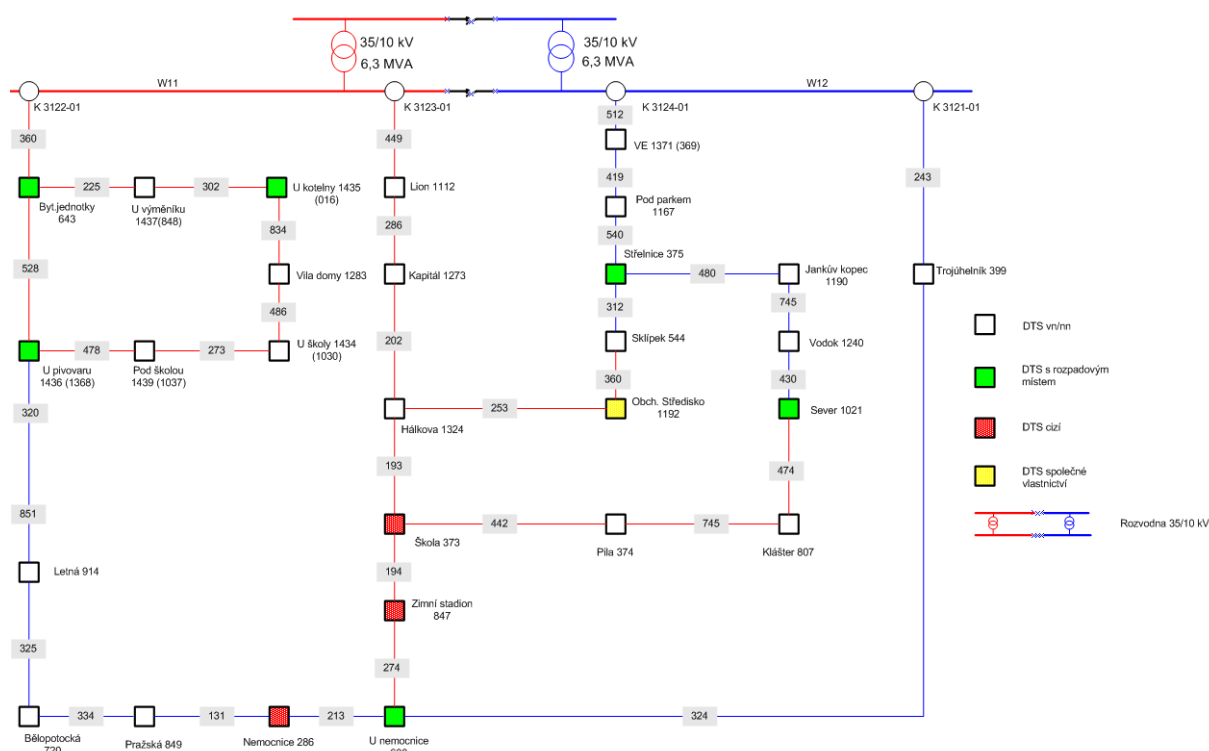 35/10 kV
6,3 MVA
35/10 kV
6,3 MVA
W11
W12
K 3122-01
K 3123-01
K 3124-01
K 3121-01
360
449
512
VE 1371 (369)
419
243
225
302
Byt.jednotky
643
U výměníku
1437(848)
U kotelny 1435
(016)
Lion 1112
Pod parkem
1167
834
286
540
Střelnice 375
528
Vila domy 1283
Kapitál 1273
480
Jankův kopec
1190
Trojúhelník 399
486
202
312
745
DTS vn/nn
478
273
U školy 1434
(1030)
Sklípek 544
Vodok 1240
U pivovaru
1436 (1368)
Pod školou
1439 (1037)
360
430
DTS s rozpadovým
místem
320
253
Hálkova 1324
Obch. Středisko
1192
Sever 1021
DTS cizí
193
474
DTS společné
vlastnictví
851
442
745
Škola 373
Pila 374
Klášter 807
Rozvodna 35/10 kV
Letná 914
194
Zimní stadion
847
325
274
334
131
213
324
Bělopotocká
Pražská 849
Nemocnice 286
U nemocnice